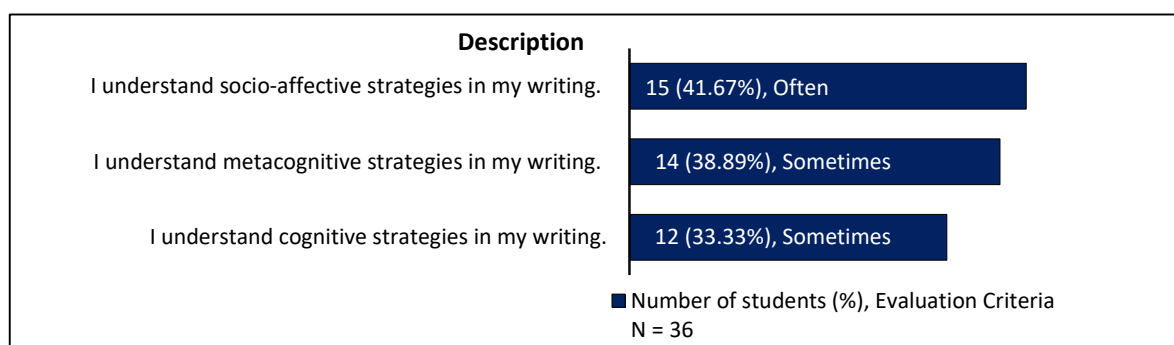 Description
I understand socio-affective strategies in my writing.
15 (41.67%), Often
I understand metacognitive strategies in my writing.
14 (38.89%), Sometimes
I understand cognitive strategies in my writing.
12 (33.33%), Sometimes
Number of students (%), Evaluation Criteria
N = 36